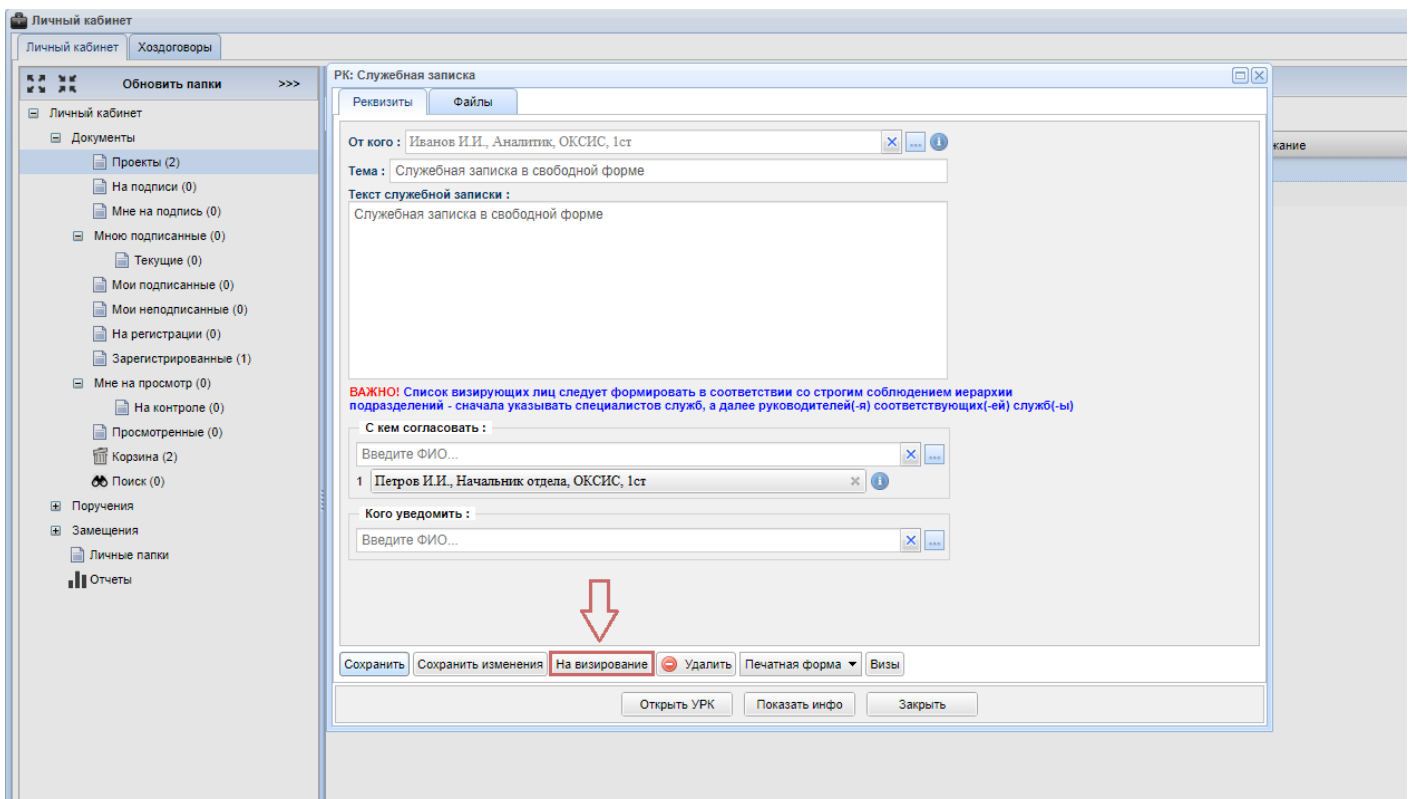 Личный кабинет
Личный кабинет
Хоздоговоры
Обновить папки >>>
Личный кабинет
Документы
Проекты (2)
На подписи (0)
Мне на подпись (0)
Мною подписанные (0)
Текущие (0)
Мои подписанные (0)
Мои неподписанные (0)
На регистрации (0)
Зарегистрированные (1)
Мне на просмотр (0)
На контроле (0)
Просмотренные (0)
Корзина (2)
Поиск (0)
Поручения
Замещения
Личные папки
Отчеты
РК: Служебная записка
Реквизиты
Файлы
От кого : Иванов И.И., Аналитик, ОКСИС, 1ст
Тема : Служебная записка в свободной форме
Текст служебной записки :
Служебная записка в свободной форме
ВАЖНО! Список визирующих лиц следует формировать в соответствии со строгим соблюдением иерархии
подразделений - сначала указывать специалистов служб, а далее руководителей(-я) соответствующих(-ей) служб(-ы)
С кем согласовать :
Введите ФИО...
1 Петров И.И., Начальник отдела, ОКСИС, 1ст
Кого уведомить :
Введите ФИО...
Сохранить
Сохранить изменения
На визирование
Удалить
Печатная форма
Визы
Открыть УРК
Показать инфо
Закрыть
жание